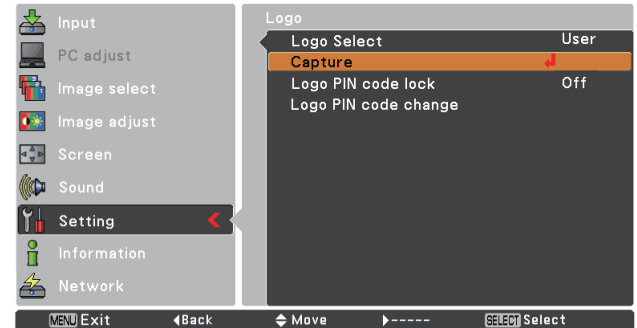 Input
PC adjust
Image select
Image adjust
Screen
Sound
Setting
Information
Network
Logo
Logo Select User
Capture
Logo PIN code lock Off
Logo PIN code change
MENU Exit Back Move ----- SELECT Select